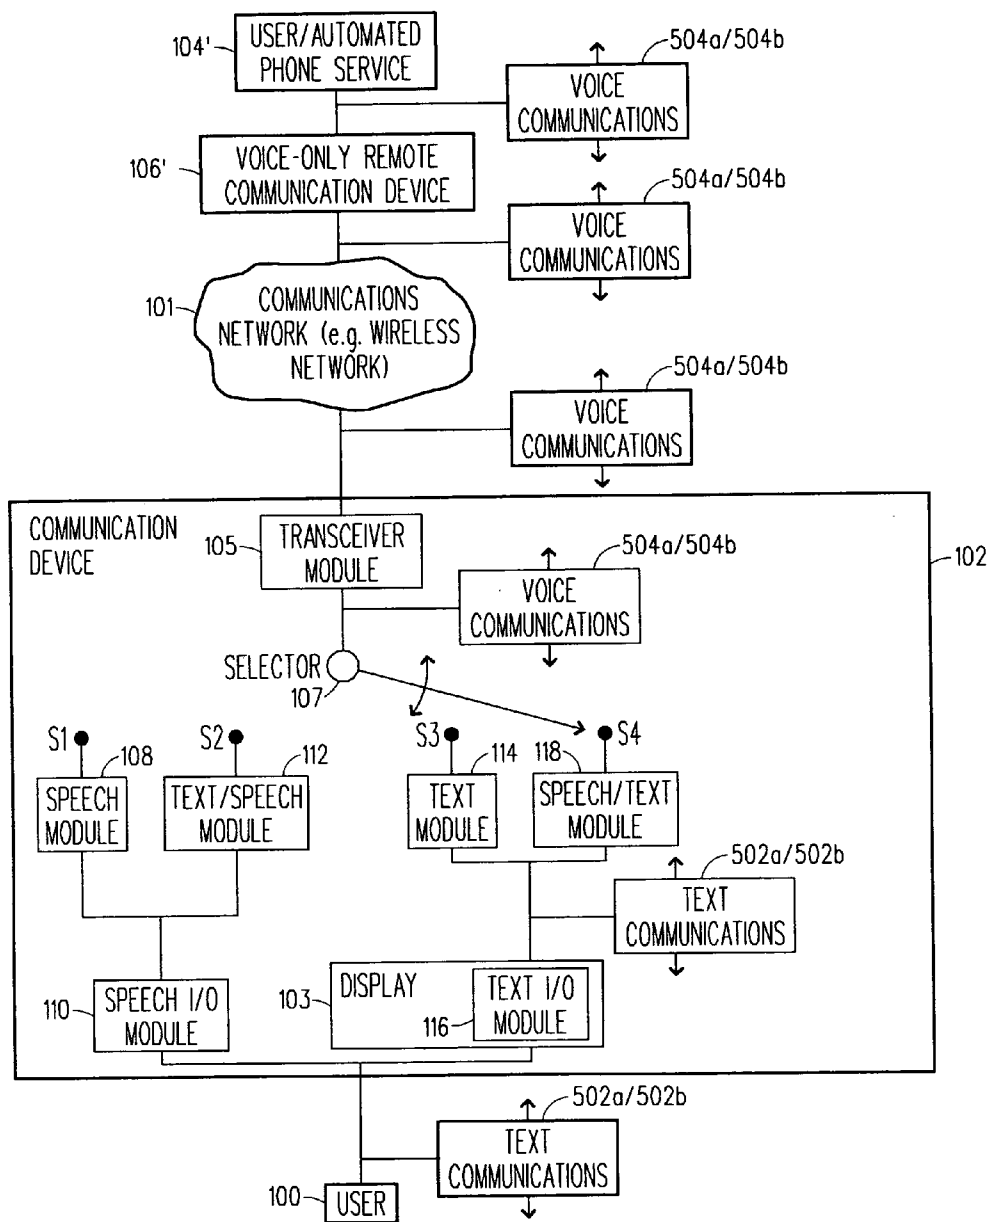 104'
USER/AUTOMATED
PHONE SERVICE
504a/504b
VOICE
COMMUNICATIONS
106'
VOICE-ONLY REMOTE
COMMUNICATION DEVICE
504a/504b
VOICE
COMMUNICATIONS
101
COMMUNICATIONS
NETWORK (e.g. WIRELESS
NETWORK)
504a/504b
VOICE
COMMUNICATIONS
COMMUNICATION
DEVICE
105
TRANSCEIVER
MODULE
504a/504b
VOICE
COMMUNICATIONS
102
SELECTOR
107
S1
108
SPEECH
MODULE
S2
112
TEXT/SPEECH
MODULE
S3
114
TEXT
MODULE
S4
118
SPEECH/TEXT
MODULE
502a/502b
TEXT
COMMUNICATIONS
110
SPEECH I/O
MODULE
103
DISPLAY
116
TEXT I/O
MODULE
502a/502b
TEXT
COMMUNICATIONS
100
USER